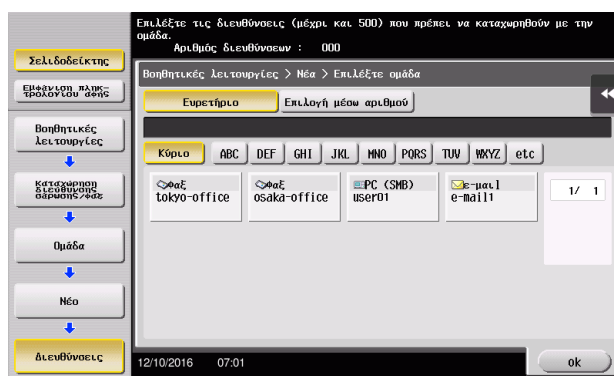 Επιλέξτε τις διευθύνσεις (μέχρι και 500) που πρέπει να καταχωρηθούν με την
ομάδα.
Αριθμός διευθύνσεων : 000
Σελιδοδείκτης
Εμφάνιση πληκ-
τρολογίου αφής
Βοηθητικές
λειτουργίες
Καταχώρηση
διεύθυνσης
σάρωσης/φαξ
Ομάδα
Νέο
Διευθύνσεις
Βοηθητικές λειτουργίες > Νέα > Επιλέξτε ομάδα
Ευρετήριο
Επιλογή μέσω αριθμού
Κύριο ABC DEF GHI JKL MNO PQRS TUV WXYZ etc
Φαξ
tokyo-office
Φαξ
osaka-office
PC (SMB)
user01
e-μαιl
e-mail1
1/ 1
12/10/2016 07:01
ok